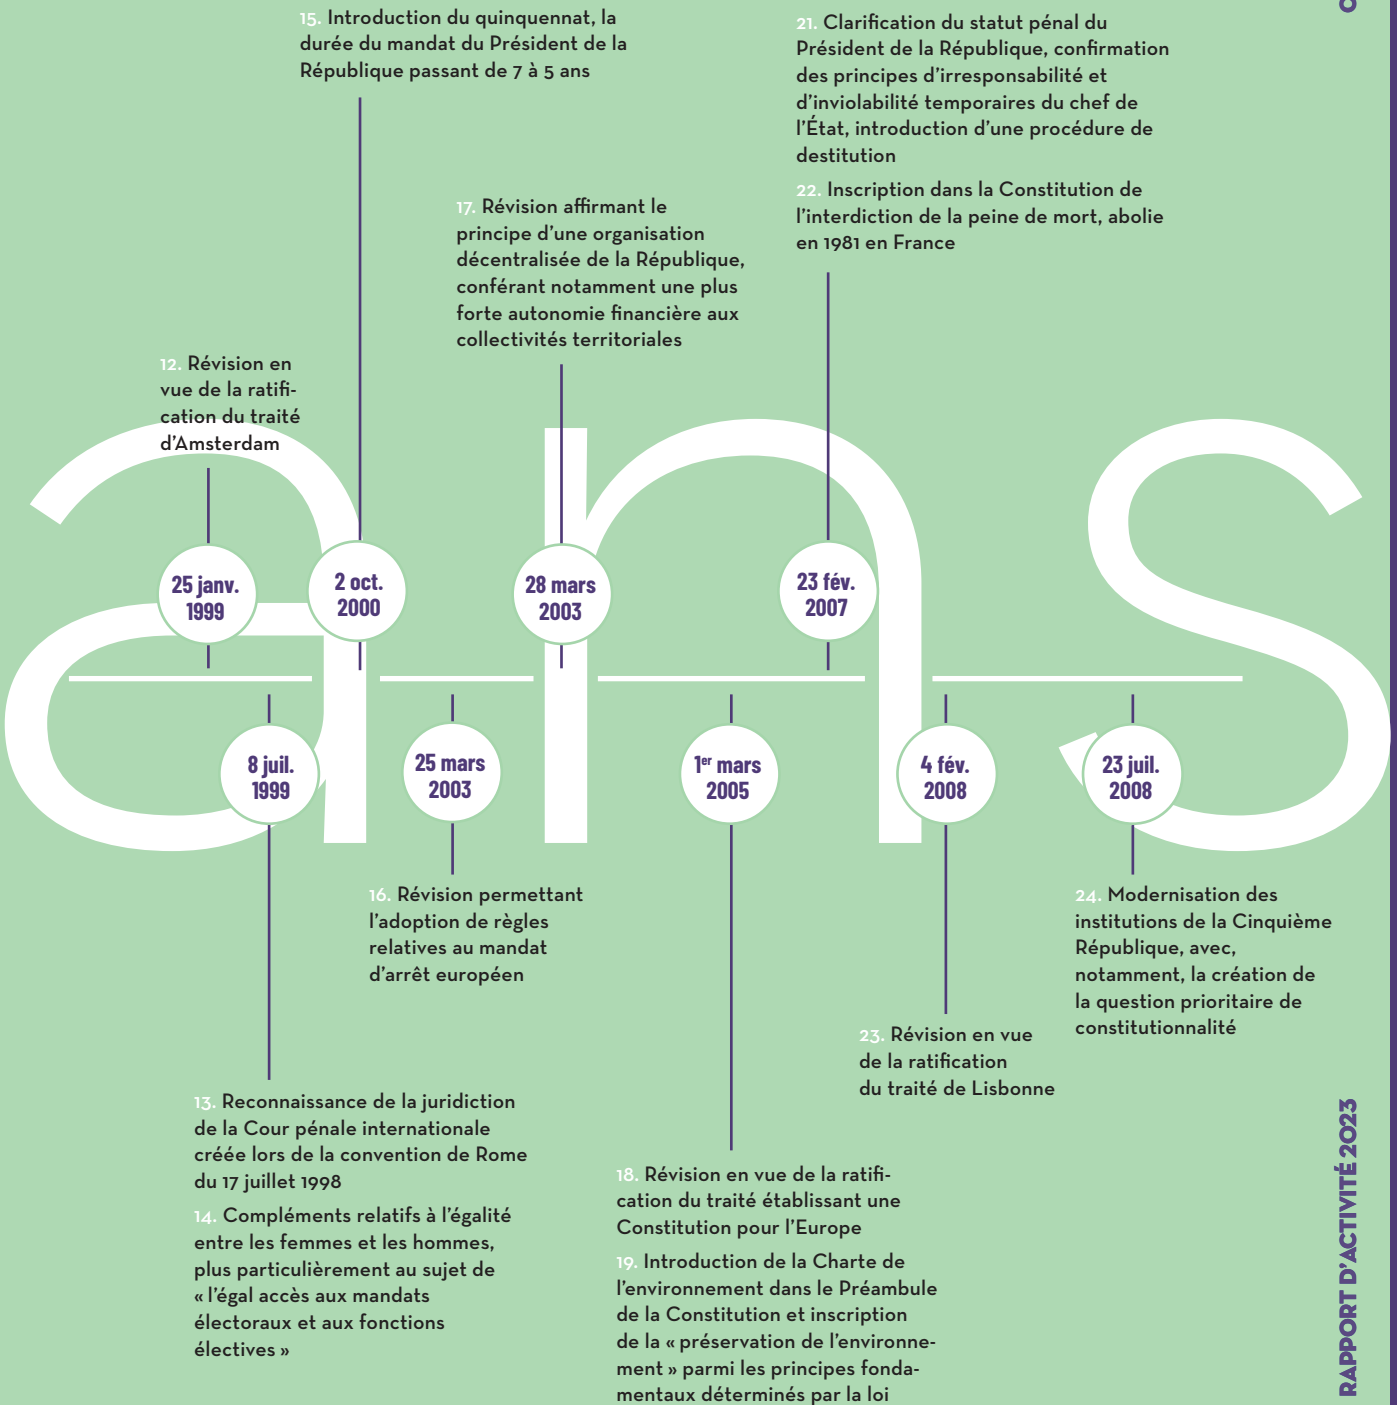 15. Introduction du quinquennat, la
durée du mandat du Président de la
République passant de 7 à 5 ans
21. Clarification du statut pénal du
Président de la République, confirmation
des principes d'irresponsabilité et
d'inviolabilité temporaires du chef de
l'État, introduction d'une procédure de
destitution
22. Inscription dans la Constitution de
l'interdiction de la peine de mort, abolie
en 1981 en France
17. Révision affirmant le
principe d'une organisation
décentralisée de la République,
conférant notamment une plus
forte autonomie financière aux
collectivités territoriales
12. Révision en
vue de la ratifi-
cation du traité
d'Amsterdam
ans
25 janv.
1999
2 oct.
2000
28 mars
2003
23 fév.
2007
8 juil.
1999
25 mars
2003
1er mars
2005
4 fév.
2008
23 juil.
2008
16. Révision permettant
l'adoption de règles
relatives au mandat
d'arrêt européen
24. Modernisation des
institutions de la Cinquième
République, avec,
notamment, la création de
la question prioritaire de
constitutionnalité
23. Révision en vue
de la ratification
du traité de Lisbonne
13. Reconnaissance de la juridiction
de la Cour pénale internationale
créée lors de la convention de Rome
du 17 juillet 1998
14. Compléments relatifs à l'égalité
entre les femmes et les hommes,
plus particulièrement au sujet de
« l'égal accès aux mandats
électoraux et aux fonctions
électives »
18. Révision en vue de la ratifi-
cation du traité établissant une
Constitution pour l'Europe
19. Introduction de la Charte de
l'environnement dans le Préambule
de la Constitution et inscription
de la « préservation de l'environne-
ment » parmi les principes fonda-
mentaux déterminés par la loi
RAPPORT D'ACTIVITÉ 2023